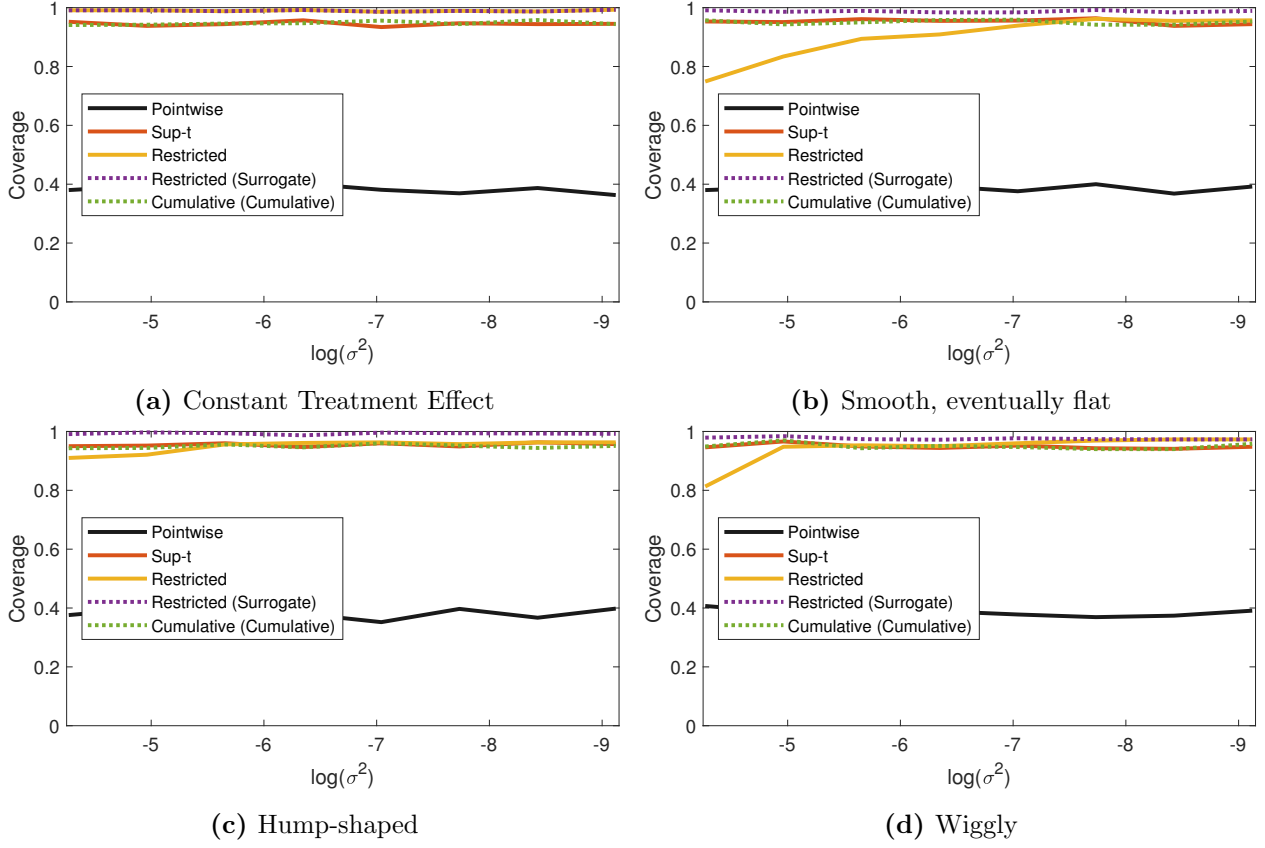 1
0.8
0.6
0.4
0.2
0
Coverage
Pointwise
Sup-t
Restricted
Restricted (Surrogate)
Cumulative (Cumulative)
-5 -6 -7 -8 -9
log(σ²)
(a) Constant Treatment Effect
1
0.8
0.6
0.4
0.2
0
Coverage
Pointwise
Sup-t
Restricted
Restricted (Surrogate)
Cumulative (Cumulative)
-5 -6 -7 -8 -9
log(σ²)
(b) Smooth, eventually flat
1
0.8
0.6
0.4
0.2
0
Coverage
Pointwise
Sup-t
Restricted
Restricted (Surrogate)
Cumulative (Cumulative)
-5 -6 -7 -8 -9
log(σ²)
(c) Hump-shaped
1
0.8
0.6
0.4
0.2
0
Coverage
Pointwise
Sup-t
Restricted
Restricted (Surrogate)
Cumulative (Cumulative)
-5 -6 -7 -8 -9
log(σ²)
(d) Wiggly